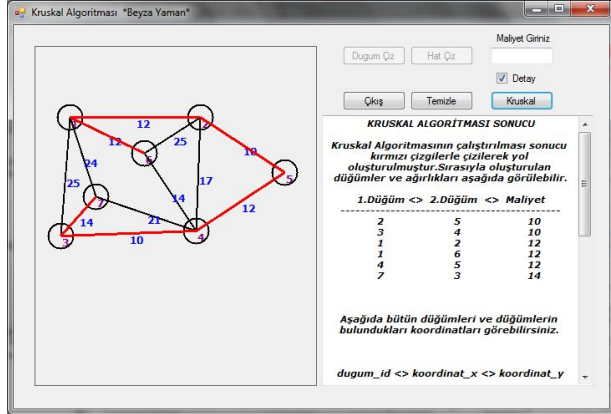 Kruskal Algoritması *Beyza Yaman*
Maliyet Giriniz
Dugum Çiz
Hat Çiz
Detay
Çıkış
Temizle
Kruskal
1
12
2
12
6
25
10
5
24
25
7
17
14
12
14
21
4
3
10
KRUSKAL ALGORİTMASI SONUCU
Kruskal Algoritmasının çalıştırılması sonucu
kırmızı çizgilerle çizilerek yol
oluşturulmuştur.Sırasıyla oluşturulan
düğümler ve ağırlıkları aşağıda görülebilir.
1.Düğüm <> 2.Düğüm <> Maliyet
---------------------------------------------
2 5 10
3 4 10
1 2 12
1 6 12
4 5 12
7 3 14
Aşağıda bütün düğümleri ve düğümlerin
bulundukları koordinatları görebilirsiniz.
dugum_id <> koordinat_x <> koordinat_y